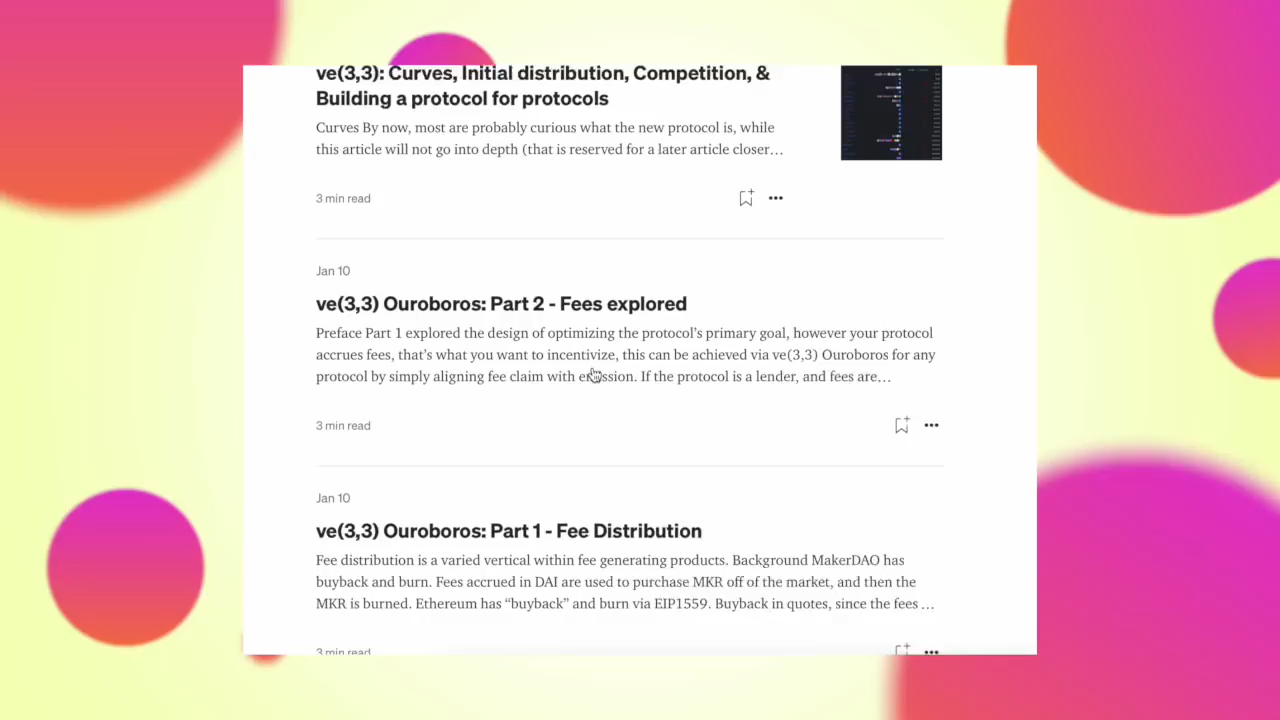 ve(3,3): Curves, Initial distribution, Competition, &
Building a protocol for protocols
Curves By now, most are probably curious what the new protocol is, while
this article will not go into depth (that is reserved for a later article closer…
3 min read
Jan 10
ve(3,3) Ouroboros: Part 2 - Fees explored
Preface Part 1 explored the design of optimizing the protocol’s primary goal, however your protocol
accrues fees, that’s what you want to incentivize, this can be achieved via ve(3,3) Ouroboros for any
protocol by simply aligning fee claim with emission. If the protocol is a lender, and fees are…
3 min read
Jan 10
ve(3,3) Ouroboros: Part 1 - Fee Distribution
Fee distribution is a varied vertical within fee generating products. Background MakerDAO has
buyback and burn. Fees accrued in DAI are used to purchase MKR off of the market, and then the
MKR is burned. Ethereum has “buyback” and burn via EIP1559. Buyback in quotes, since the fees …
3 min read